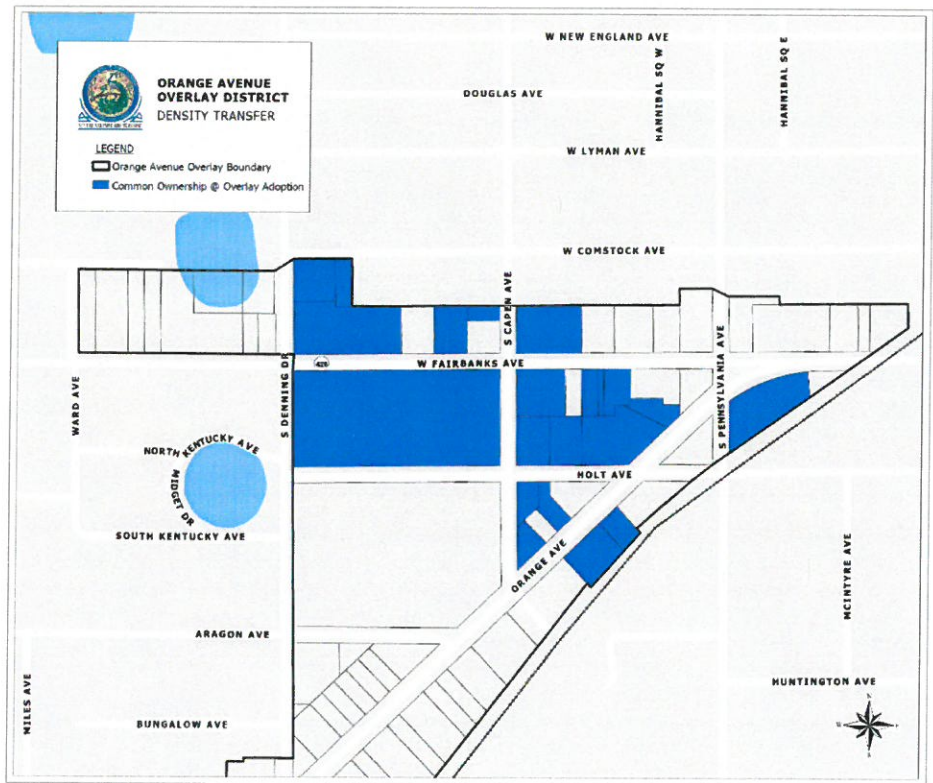 W NEW ENGLAND AVE
HANNIBAL SQ W
HANNIBAL SQ E
ORANGE AVENUE
OVERLAY DISTRICT
DENSITY TRANSFER
LEGEND
Orange Avenue Overlay Boundary
Common Ownership @ Overlay Adoption
DOUGLAS AVE
W LYMAN AVE
W COMSTOCK AVE
S CAPEN AVE
S PENNSYLVANIA AVE
426
W FAIRBANKS AVE
WARD AVE
S DENNING DR
NORTH KENTUCKY AVE
MIDGET DR
SOUTH KENTUCKY AVE
HOLT AVE
ORANGE AVE
MCINTYRE AVE
ARAGON AVE
HUNTINGTON AVE
MILES AVE
BUNGALOW AVE
N